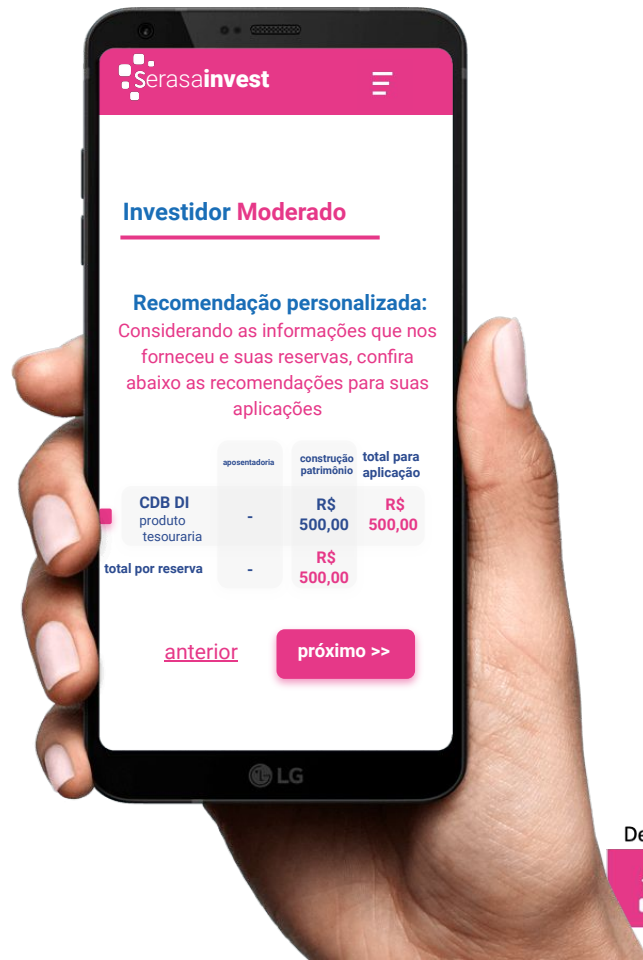 Serasainvest
Investidor Moderado
Recomendação personalizada:
Considerando as informações que nos
forneceu e suas reservas, confira
abaixo as recomendações para suas
aplicações
aposentadoria
construção
patrimônio
total para
aplicação
CDB DI
produto
tesouraria
-
R$
500,00
R$
500,00
total por reserva
-
R$
500,00
anterior
próximo >>
LG